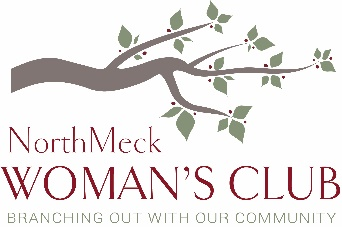 NorthMeck
WOMAN'S CLUB
BRANCHING OUT WITH OUR COMMUNITY